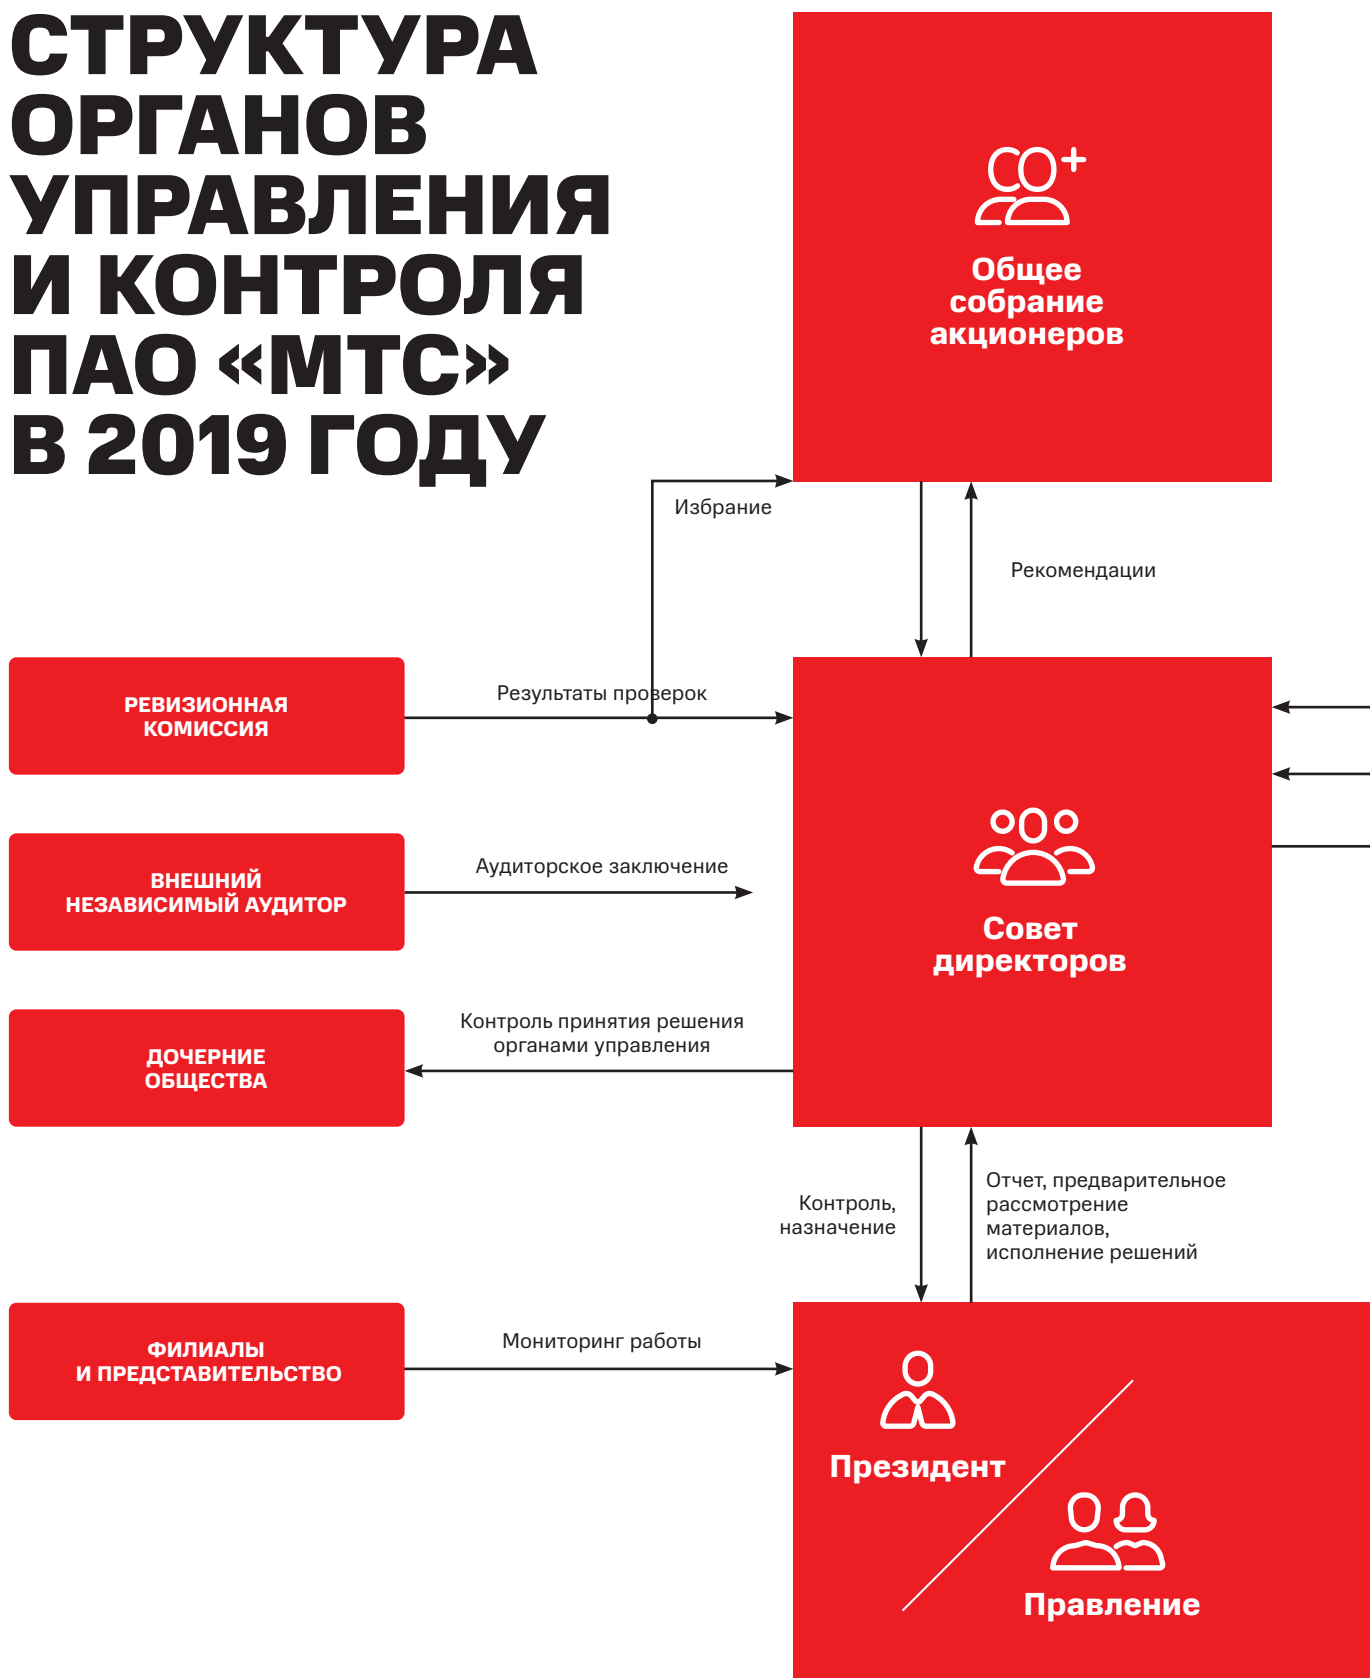 СТРУКТУРА
ОРГАНОВ
УПРАВЛЕНИЯ
И КОНТРОЛЯ
ПАО «МТС»
В 2019 ГОДУ
Общее
собрание
акционеров
Избрание
Рекомендации
РЕВИЗИОННАЯ
КОМИССИЯ
Результаты проверок
ВНЕШНИЙ
НЕЗАВИСИМЫЙ АУДИТОР
Аудиторское заключение
Совет
директоров
ДОЧЕРНИЕ
ОБЩЕСТВА
Контроль принятия решения
органами управления
Контроль,
назначение
Отчет, предварительное
рассмотрение
материалов,
исполнение решений
ФИЛИАЛЫ
И ПРЕДСТАВИТЕЛЬСТВО
Мониторинг работы
Президент
Правление